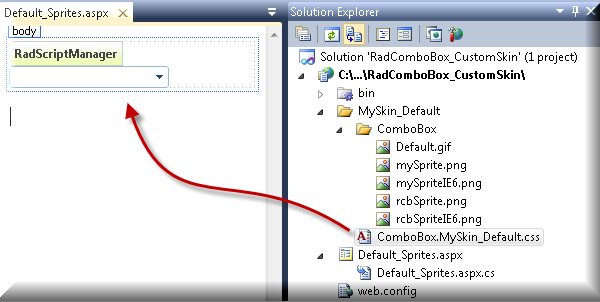 Default_Sprites.aspx
body
RadScriptManager
Solution Explorer
Solution 'RadComboBox_CustomSkin' (1 project)
C:\...\RadComboBox_CustomSkin\
bin
MySkin_Default
ComboBox
Default.gif
mySprite.png
mySpriteIE6.png
rcbSprite.png
rcbSpriteIE6.png
ComboBox.MySkin_Default.css
Default_Sprites.aspx
Default_Sprites.aspx.cs
web.config